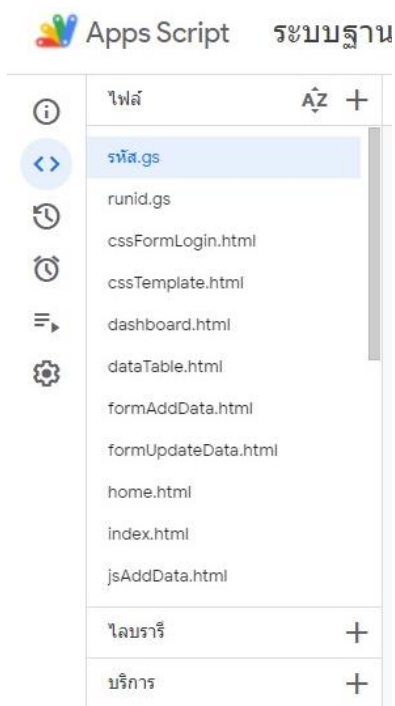 Apps Script ระบบฐาน
ไฟล์ AZ
รหัส.gs
runid.gs
cssFormLogin.html
cssTemplate.html
dashboard.html
dataTable.html
formAddData.html
formUpdateData.html
home.html
index.html
jsAddData.html
ไลบรารี
บริการ